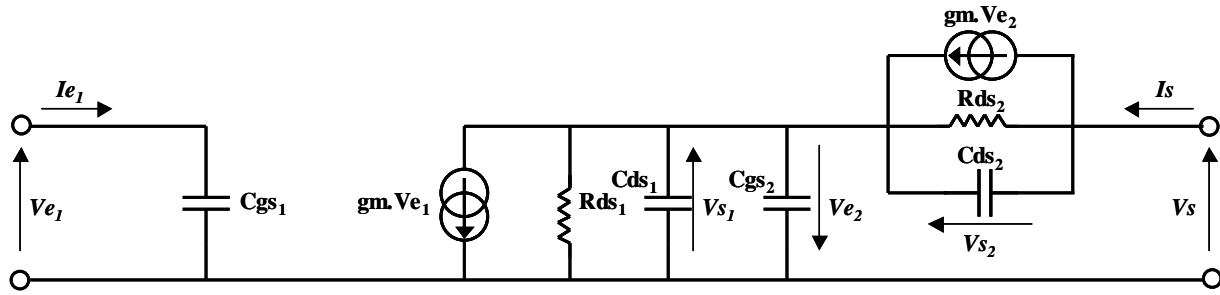 gm.Ve₂
Ie₁
Rds₂
Is
Cds₂
Ve₁
Cgs₁
gm.Ve₁
Rds₁
Cds₁
Vs₁
Cgs₂
Ve₂
Vs₂
Vs